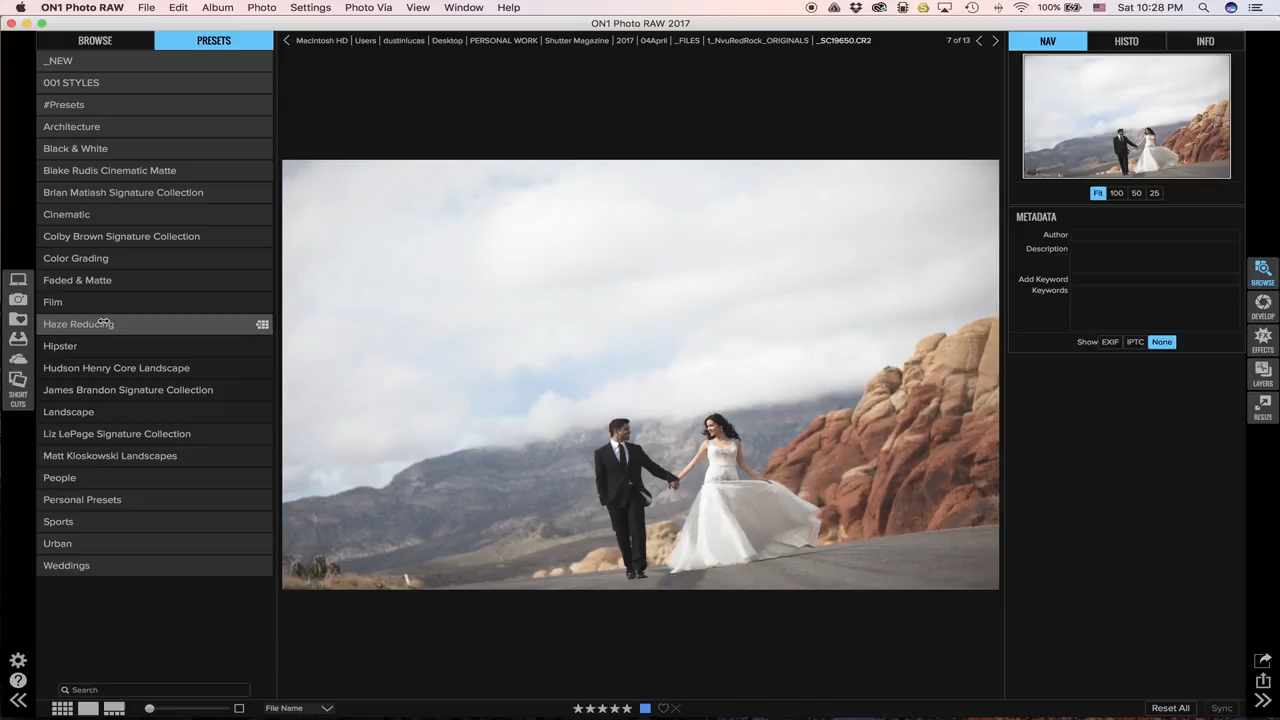 ON1 Photo RAW File Edit Album Photo Settings Photo Via View Window Help 100% Sat 10:28 PM
ON1 Photo RAW 2017
BROWSE PRESETS
Macintosh HD Users dustinlucas Desktop PERSONAL WORK Shutter Magazine 2017 04April _FILES 1_NvuRedRock_ORIGINALS _SC19650.CR2 7 of 13
NAV HISTO INFO
_NEW
001 STYLES
#Presets
Architecture
Black & White
Blake Rudis Cinematic Matte
Brian Matiash Signature Collection
Cinematic
Colby Brown Signature Collection
Color Grading
Faded & Matte
Film
Haze Reducing
Hipster
Hudson Henry Core Landscape
James Brandon Signature Collection
Landscape
Liz LePage Signature Collection
Matt Kloskowski Landscapes
People
Personal Presets
Sports
Urban
Weddings
SHORT
CUTS
Search
File Name
Fit 100 50 25
METADATA
Author
Description
Add Keyword
Keywords
Show EXIF IPTC None
BROWSE
DEVELOP
EFFECTS
LAYERS
RESIZE
Reset All Sync